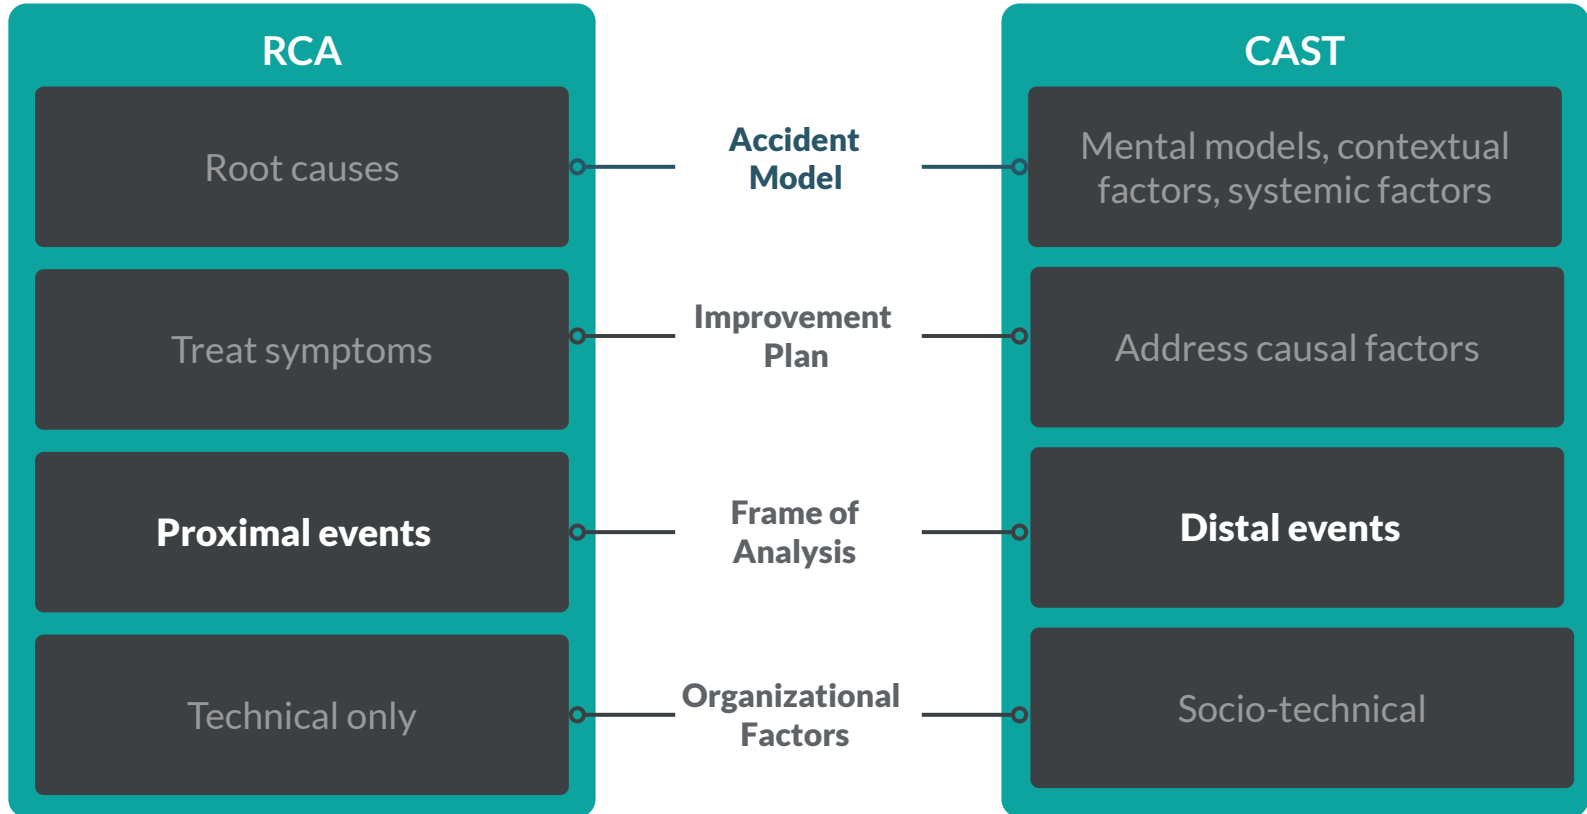 RCA
CAST
Root causes
Accident
Model
Mental models, contextual
factors, systemic factors
Treat symptoms
Improvement
Plan
Address causal factors
Proximal events
Frame of
Analysis
Distal events
Technical only
Organizational
Factors
Socio-technical